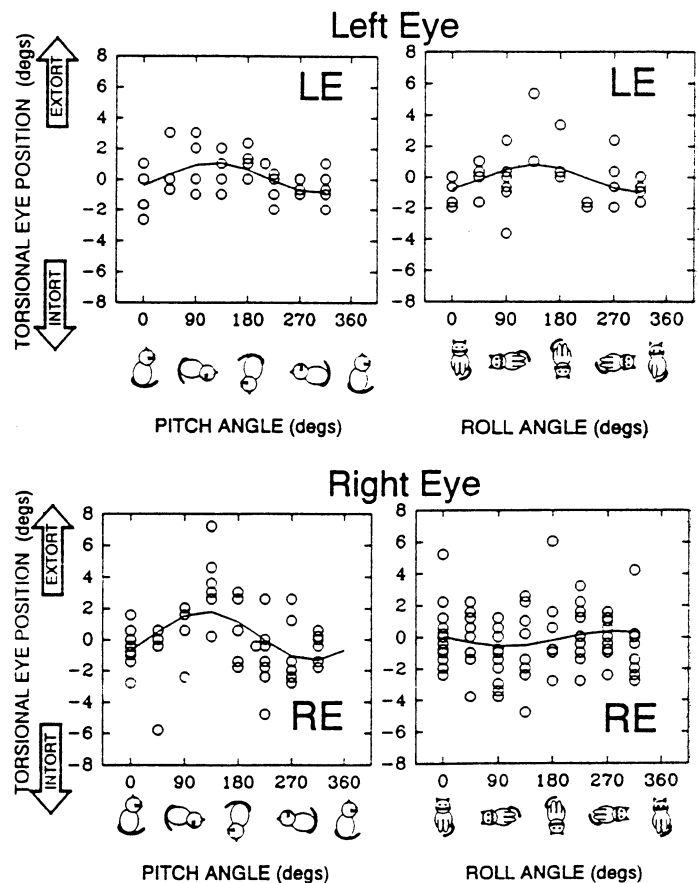 Left Eye
TORSIONAL EYE POSITION (degs)
EXTORT
INTORT
8
6
4
2
0
-2
-4
-6
-8
LE
0 90 180 270 360
PITCH ANGLE (degs)
8
6
4
2
0
-2
-4
-6
-8
LE
0 90 180 270 360
ROLL ANGLE (degs)
Right Eye
TORSIONAL EYE POSITION (degs)
EXTORT
INTORT
8
6
4
2
0
-2
-4
-6
-8
RE
0 90 180 270 360
PITCH ANGLE (degs)
8
6
4
2
0
-2
-4
-6
-8
RE
0 90 180 270 360
ROLL ANGLE (degs)